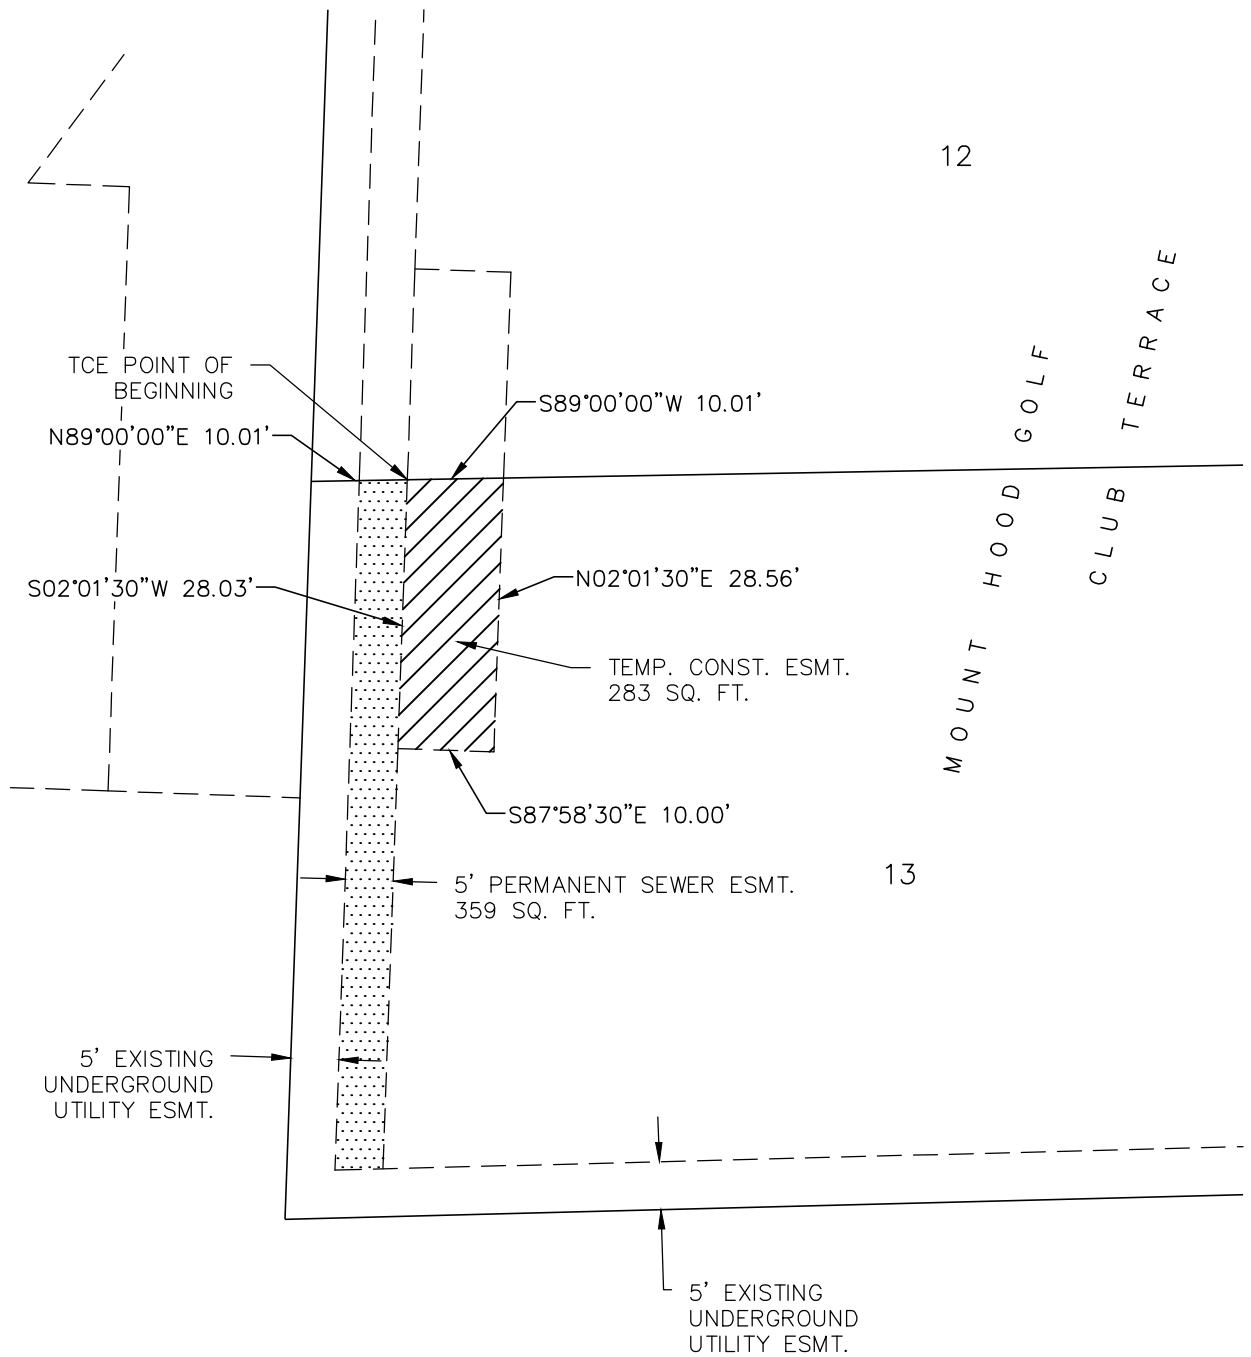 12
MOUNT HOOD GOLF
CLUB TERRACE
TCE POINT OF
BEGINNING
S89°00'00"W 10.01'
N89°00'00"E 10.01'
S02°01'30"W 28.03'
N02°01'30"E 28.56'
TEMP. CONST. ESMT.
283 SQ. FT.
S87°58'30"E 10.00'
13
5' PERMANENT SEWER ESMT.
359 SQ. FT.
5' EXISTING
UNDERGROUND
UTILITY ESMT.
5' EXISTING
UNDERGROUND
UTILITY ESMT.